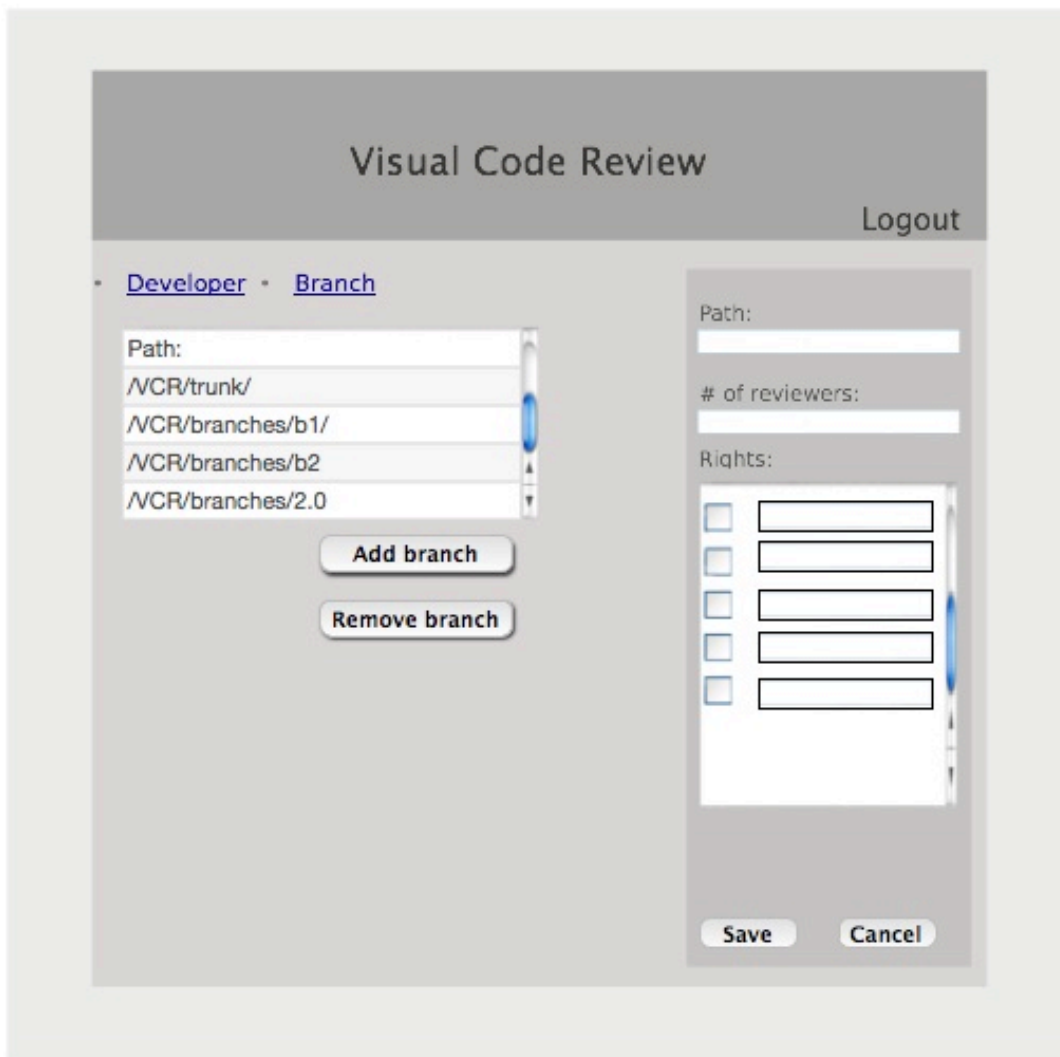 Visual Code Review
Logout
• Developer • Branch
Path:
/VCR/trunk/
/VCR/branches/b1/
/VCR/branches/b2
/VCR/branches/2.0
Add branch
Remove branch
Path:
# of reviewers:
Rights:
Save Cancel